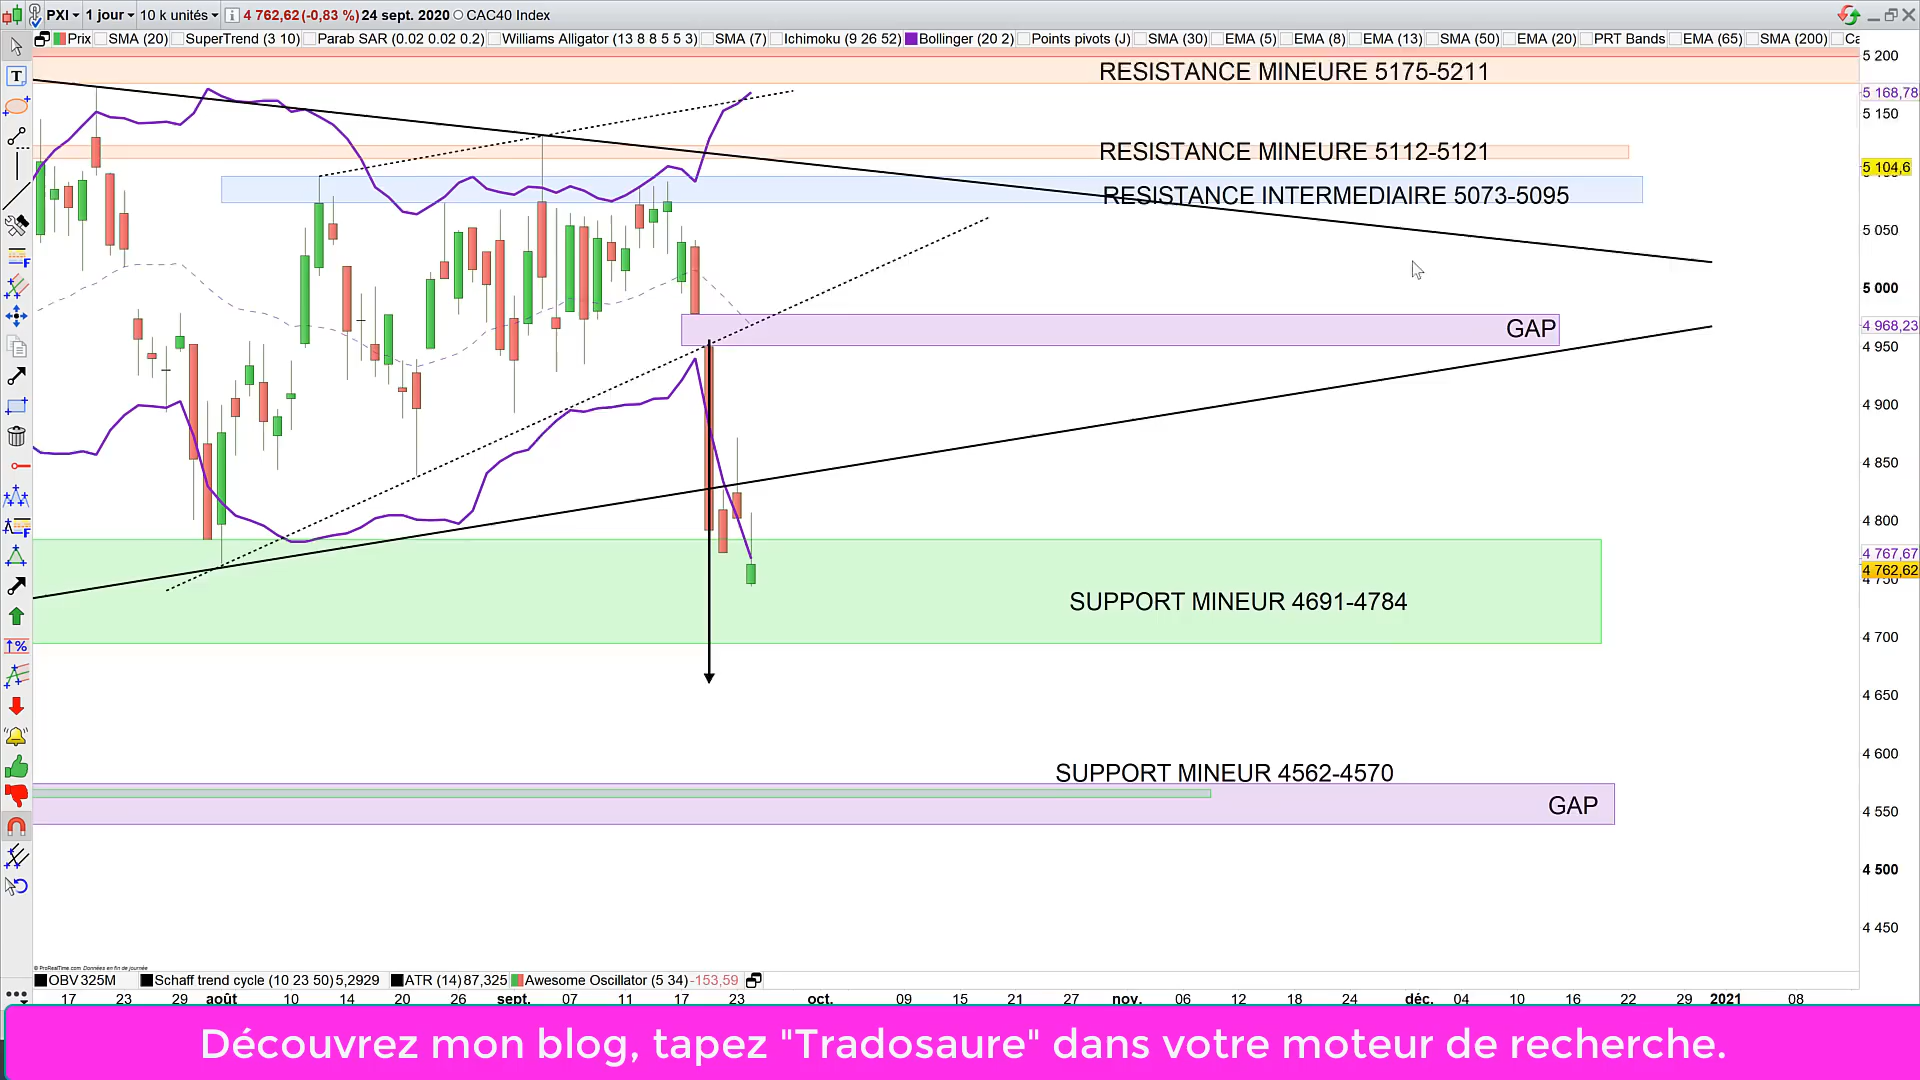 PXI 1 jour 10 k unités 4 762,62 (-0,83 %) 24 sept. 2020 CAC40 Index
Prix SMA (20) SuperTrend (3 10) Parab SAR (0.02 0.02 0.2) Williams Alligator (13 8 8 5 5 3) SMA (7) Ichimoku (9 26 52) Bollinger (20 2) Points pivots (J) SMA (30) EMA (5) EMA (8) EMA (13) SMA (50) EMA (20) PRT Bands EMA (65) SMA (200) Ca
5 200
RESISTANCE MINEURE 5175-5211
5 168,78
5 150
RESISTANCE MINEURE 5112-5121
5 104,6
RESISTANCE INTERMEDIAIRE 5073-5095
5 050
5 000
GAP
4 968,23
4 950
4 900
4 850
4 800
4 767,67
4 762,62
SUPPORT MINEUR 4691-4784
4 700
4 650
4 600
SUPPORT MINEUR 4562-4570
GAP
4 550
4 500
4 450
© ProRealTime.com Données en fin de journée
OBV 325M Schaff trend cycle (10 23 50) 5,2929 ATR (14) 87,325 Awesome Oscillator (5 34) -153,59
17 23 29 août 10 14 20 26 sept. 07 11 17 23 oct. 09 15 21 27 nov. 06 12 18 24 déc. 04 10 16 22 29 2021 08
Découvrez mon blog, tapez "Tradosaure" dans votre moteur de recherche.